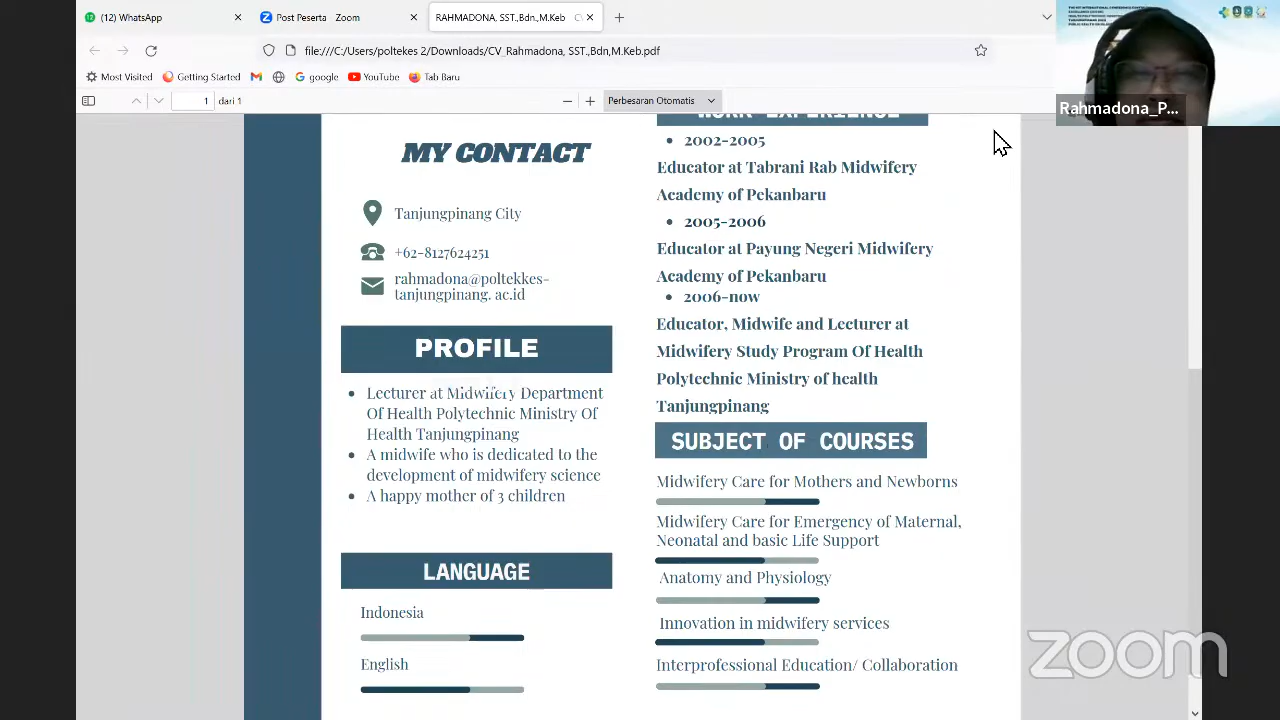 (12) WhatsApp
Post Peserta - Zoom
file:///C:/Users/poltekes 2/Downloads/CV_Rahmadona, SST.,Bdn,M.Keb.pdf
Most Visited
Getting Started
google
YouTube
Tab Baru
1 dari 1
Perbesaran Otomatis
Rahmadona_P...
MY CONTACT
Tanjungpinang City
+62-8127624251
rahmadona@poltekkes-
tanjungpinang. ac.id
PROFILE
• Lecturer at Midwifery Department
Of Health Polytechnic Ministry Of
Health Tanjungpinang
• A midwife who is dedicated to the
development of midwifery science
• A happy mother of 3 children
LANGUAGE
Indonesia
English
WORK EXPERIENCE
• 2002-2005
Educator at Tabrani Rab Midwifery
Academy of Pekanbaru
• 2005-2006
Educator at Payung Negeri Midwifery
Academy of Pekanbaru
• 2006-now
Educator, Midwife and Lecturer at
Midwifery Study Program Of Health
Polytechnic Ministry of health
Tanjungpinang
SUBJECT OF COURSES
Midwifery Care for Mothers and Newborns
Midwifery Care for Emergency of Maternal,
Neonatal and basic Life Support
Anatomy and Physiology
Innovation in midwifery services
Interprofessional Education/ Collaboration
zoom